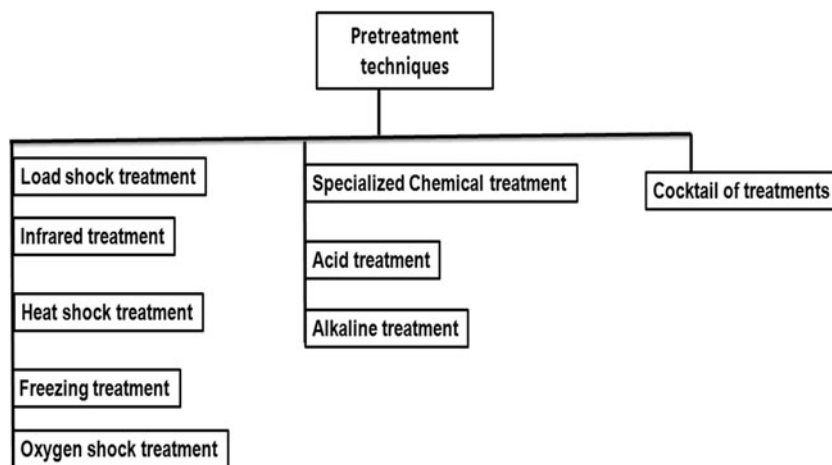 Pretreatment
techniques
Load shock treatment
Infrared treatment
Heat shock treatment
Freezing treatment
Oxygen shock treatment
Specialized Chemical treatment
Acid treatment
Alkaline treatment
Cocktail of treatments